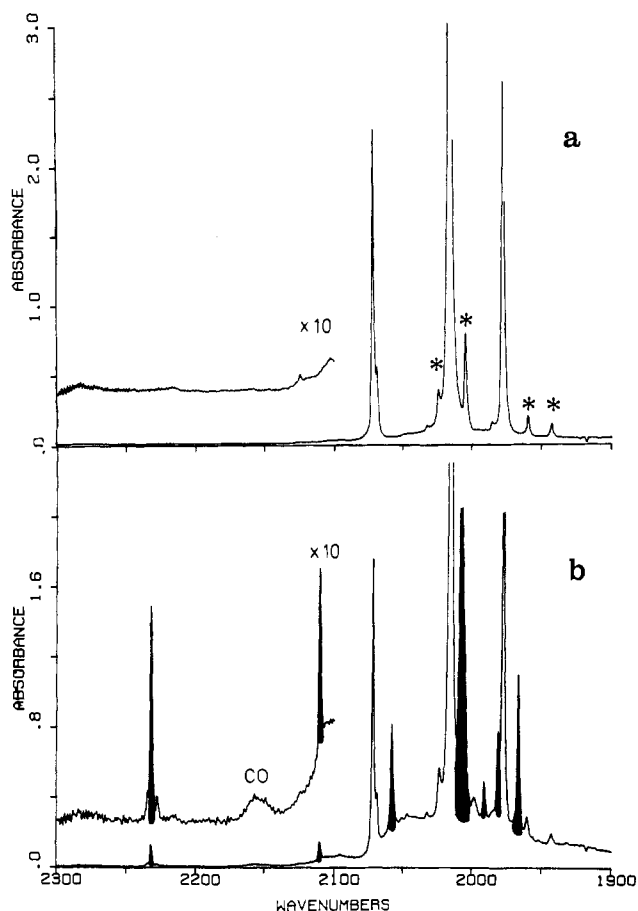 3.0
a
2.0
ABSORBANCE
1.0
× 10
*
*
*
*
.0
b
× 10
1.6
ABSORBANCE
.8
CO
.0
2300 2200 2100 2000 1900
WAVENUMBERS